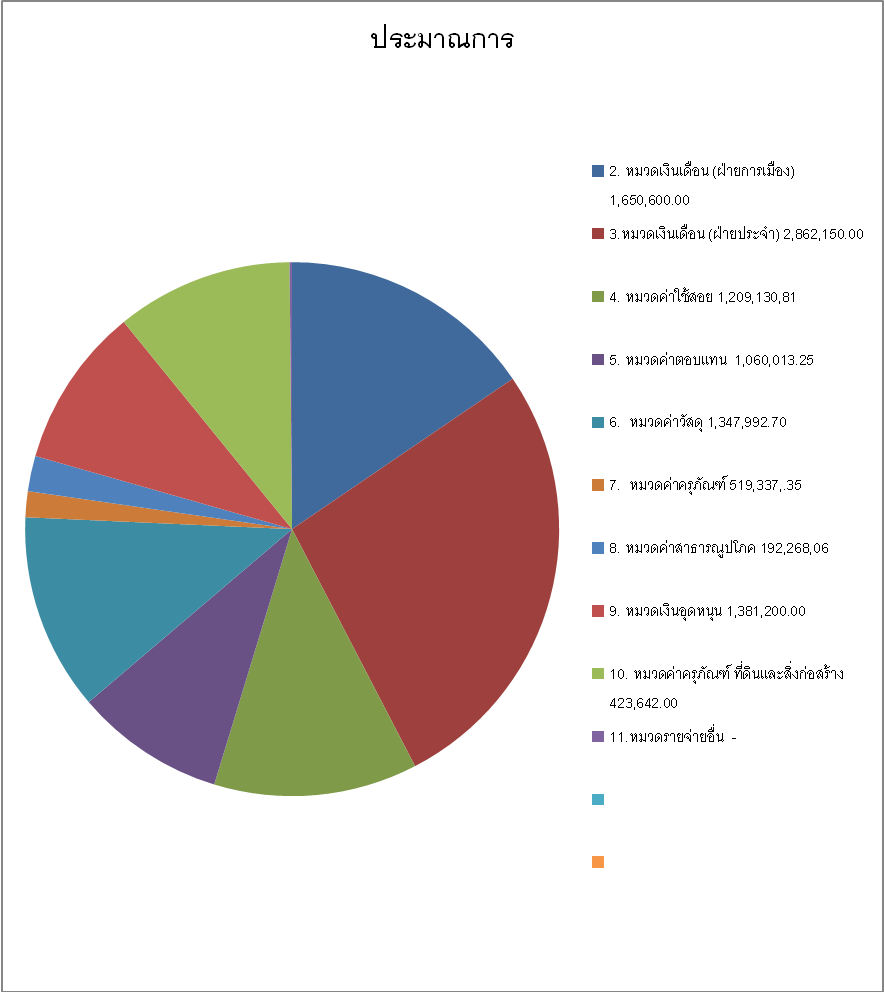 ประมาณการ
2. หมวดเงินเดือน (ฝ่ายการเมือง)
1,650,600.00
3.หมวดเงินเดือน (ฝ่ายประจำ) 2,862,150.00
4. หมวดค่าใช้สอย 1,209,130,81
5. หมวดค่าตอบแทน 1,060,013.25
6. หมวดค่าวัสดุ 1,347,992.70
7. หมวดค่าครุภัณฑ์ 519,337,.35
8. หมวดค่าสาธารณูปโภค 192,268,06
9. หมวดเงินอุดหนุน 1,381,200.00
10. หมวดค่าครุภัณฑ์ ที่ดินและสิ่งก่อสร้าง
423,642.00
11.หมวดรายจ่ายอื่น -